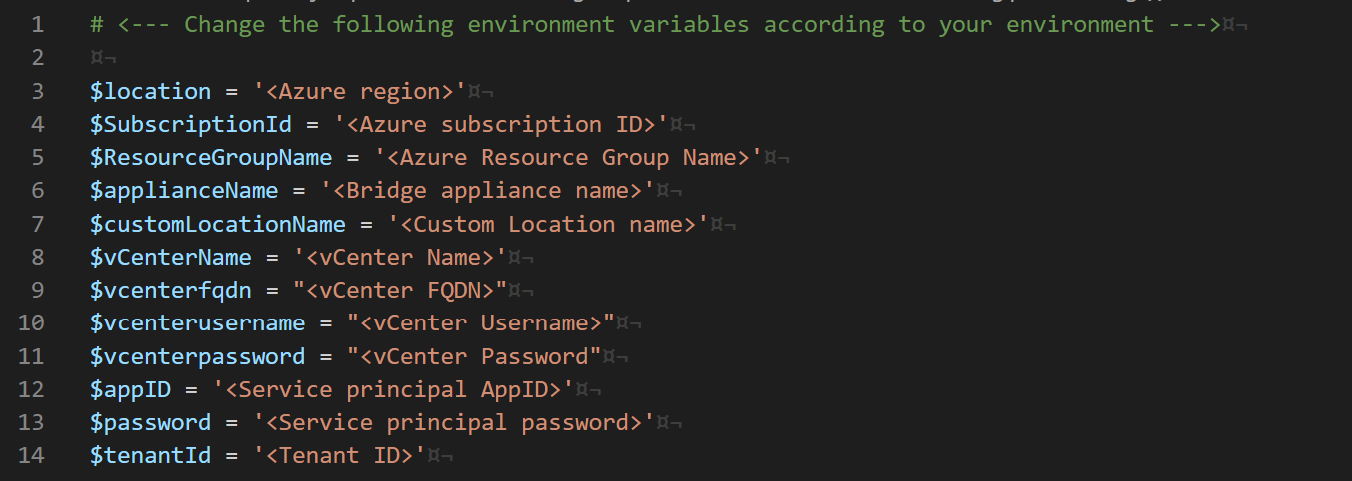 1 # <--- Change the following environment variables according to your environment --->¤¬
2 ¤¬
3 $location = '<Azure region>'¤¬
4 $SubscriptionId = '<Azure subscription ID>'¤¬
5 $ResourceGroupName = '<Azure Resource Group Name>'¤¬
6 $applianceName = '<Bridge appliance name>'¤¬
7 $customLocationName = '<Custom Location name>'¤¬
8 $vCenterName = '<vCenter Name>'¤¬
9 $vcenterfqdn = "<vCenter FQDN>"¤¬
10 $vcenterusername = "<vCenter Username>"¤¬
11 $vcenterpassword = "<vCenter Password"¤¬
12 $appID = '<Service principal AppID>'¤¬
13 $password = '<Service principal password>'¤¬
14 $tenantId = '<Tenant ID>'¤¬